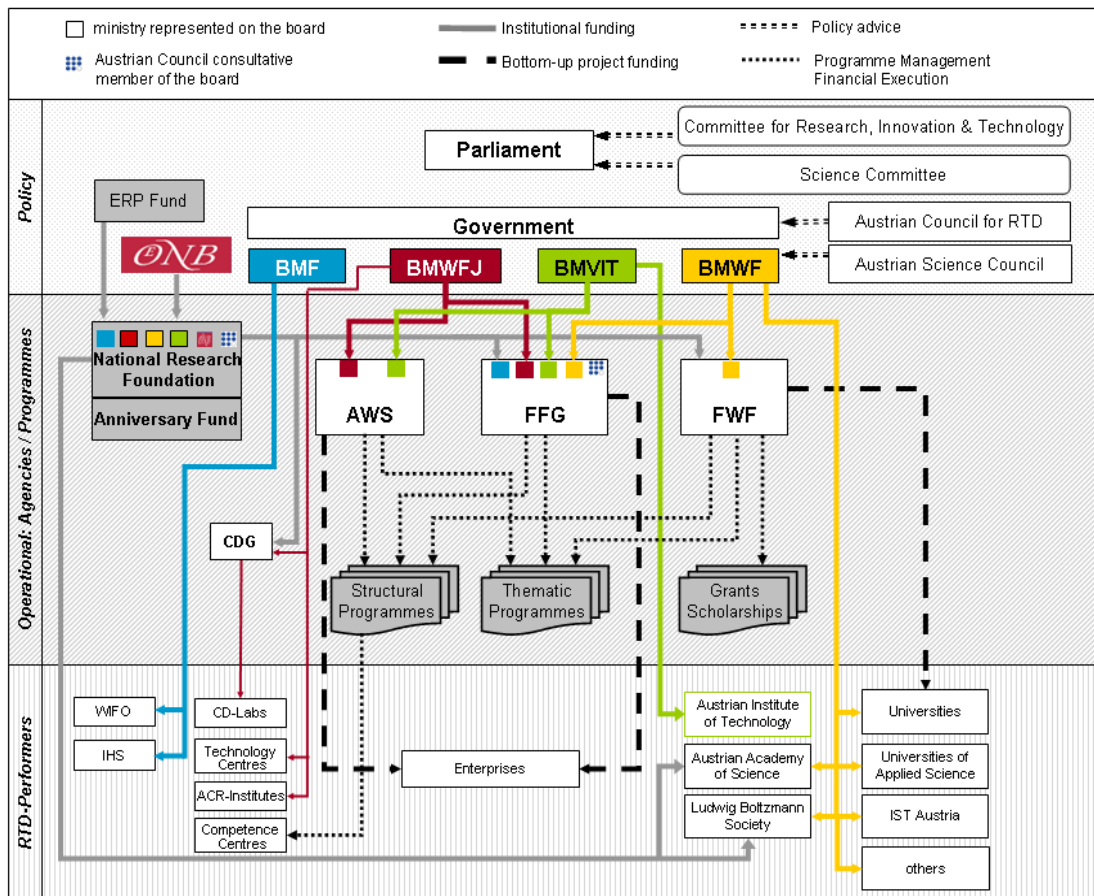 ministry represented on the board
Institutional funding
Policy advice
Austrian Council consultative
member of the board
Bottom-up project funding
Programme Management
Financial Execution
Policy
Committee for Research, Innovation & Technology
Parliament
Science Committee
ERP Fund
Government
Austrian Council for RTD
OeNB
BMF
BMWFJ
BMVIT
BMWF
Austrian Science Council
Operational: Agencies / Programmes
National Research
Foundation
Anniversary Fund
AWS
FFG
FWF
CDG
Structural
Programmes
Thematic
Programmes
Grants
Scholarships
RTD-Performers
WIFO
IHS
CD-Labs
Technology
Centres
ACR-Institutes
Competence
Centres
Enterprises
Austrian Institute
of Technology
Austrian Academy
of Science
Ludwig Boltzmann
Society
Universities
Universities of
Applied Science
IST Austria
others